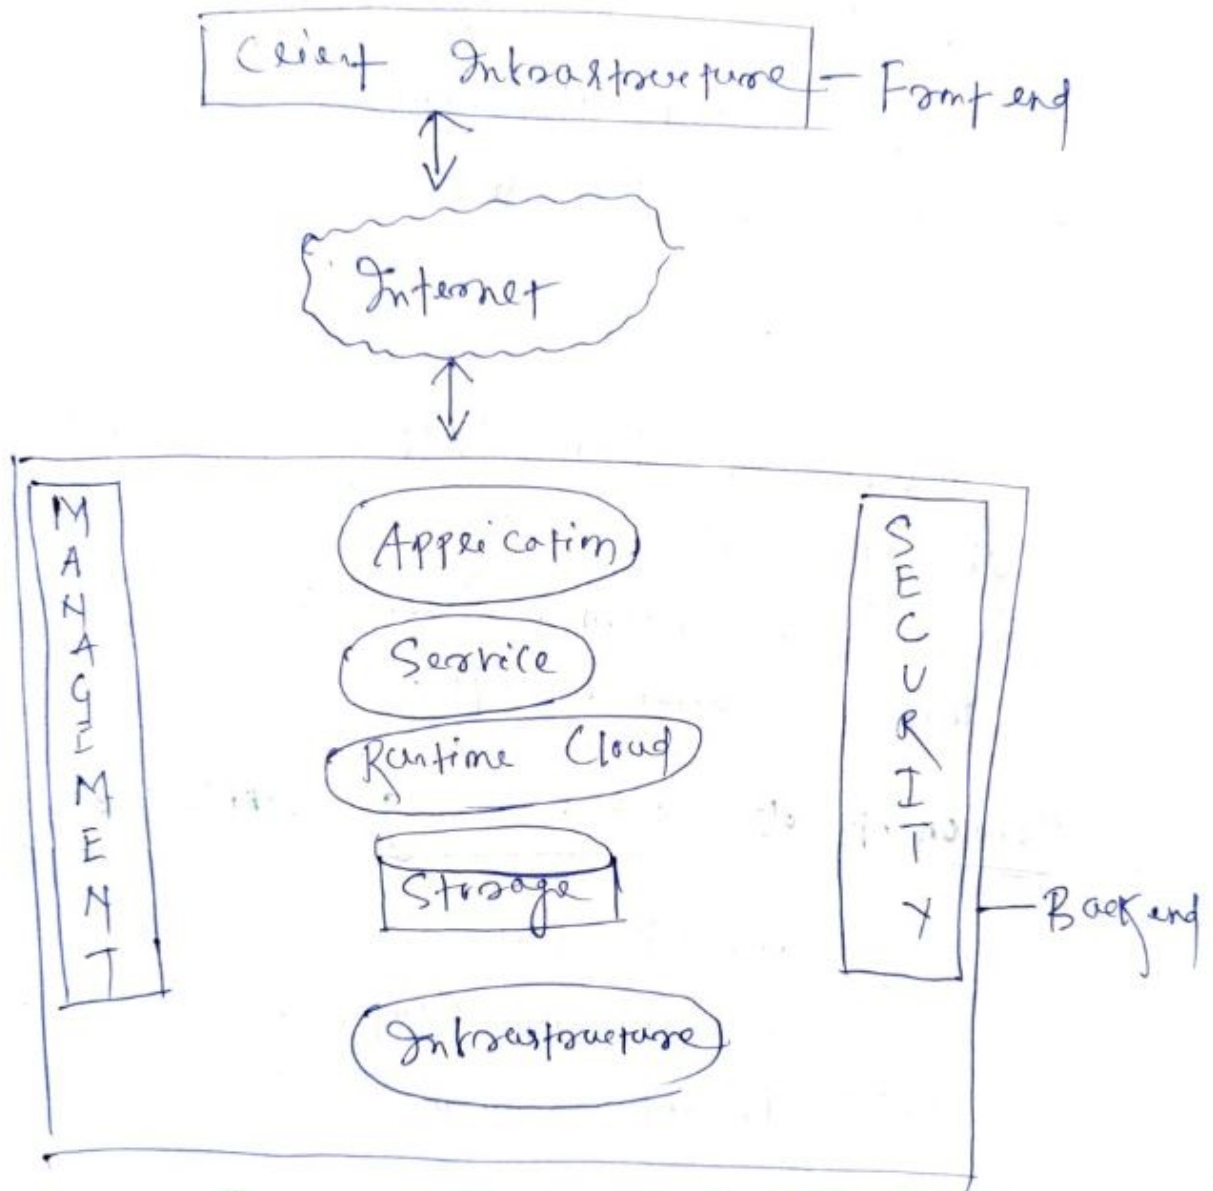 Client Infrastructure - Front end
Internet
MANAGEMENT
Application
Service
Runtime Cloud
Storage
Infrastructure
SECURITY
Back end